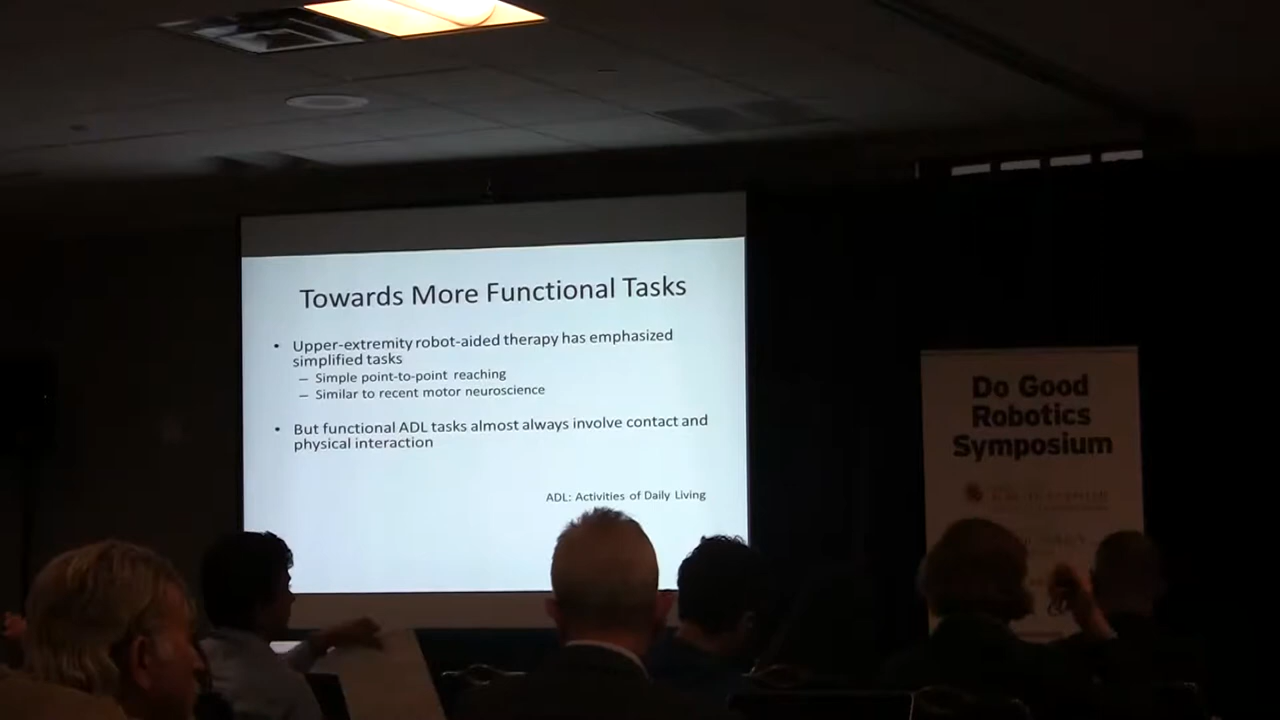 Towards More Functional Tasks
• Upper-extremity robot-aided therapy has emphasized
simplified tasks
– Simple point-to-point reaching
– Similar to recent motor neuroscience
• But functional ADL tasks almost always involve contact and
physical interaction
ADL: Activities of Daily Living
Do Good
Robotics
Symposium